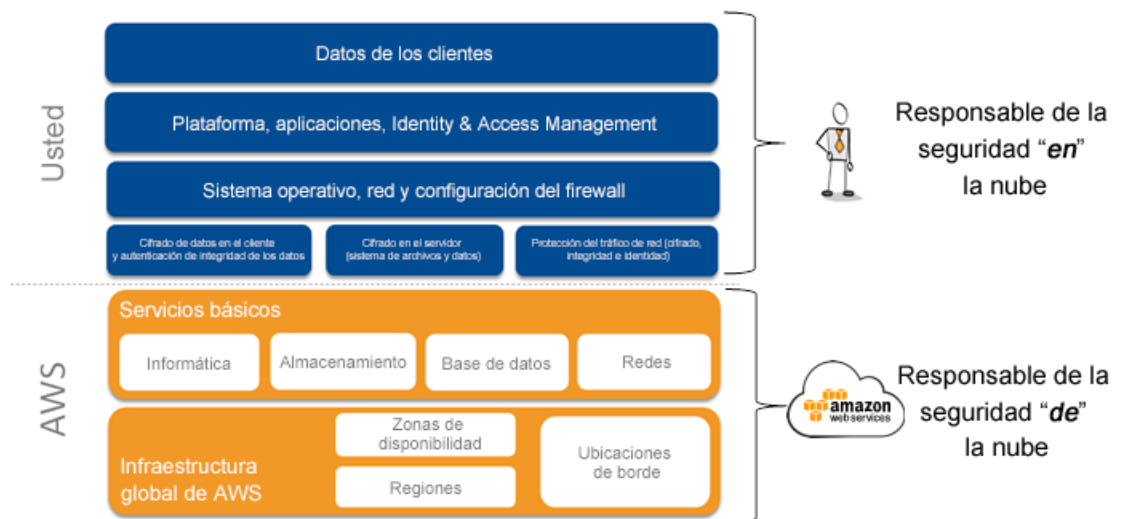 Usted
Datos de los clientes
Plataforma, aplicaciones, Identity & Access Management
Sistema operativo, red y configuración del firewall
Cifrado de datos en el cliente
y autenticación de integridad de los datos
Cifrado en el servidor
(sistema de archivos y datos)
Protección del tráfico de red (cifrado,
integridad e identidad)
Responsable de la
seguridad “en”
la nube
AWS
Servicios básicos
Informática
Almacenamiento
Base de datos
Redes
Infraestructura
global de AWS
Zonas de
disponibilidad
Regiones
Ubicaciones
de borde
amazon
web services
Responsable de la
seguridad “de”
la nube